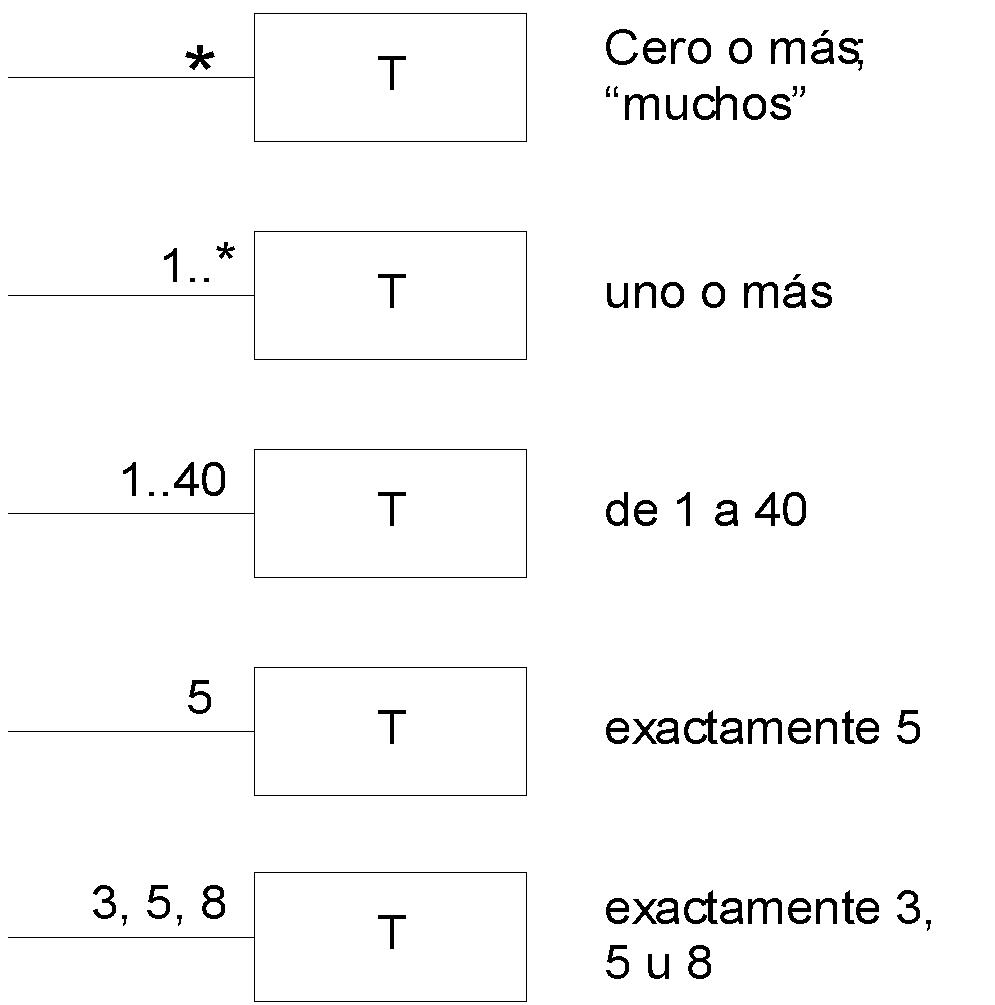 * T Cero o más;
“muchos”
1..* T uno o más
1..40 T de 1 a 40
5 T exactamente 5
3, 5, 8 T exactamente 3,
5 u 8